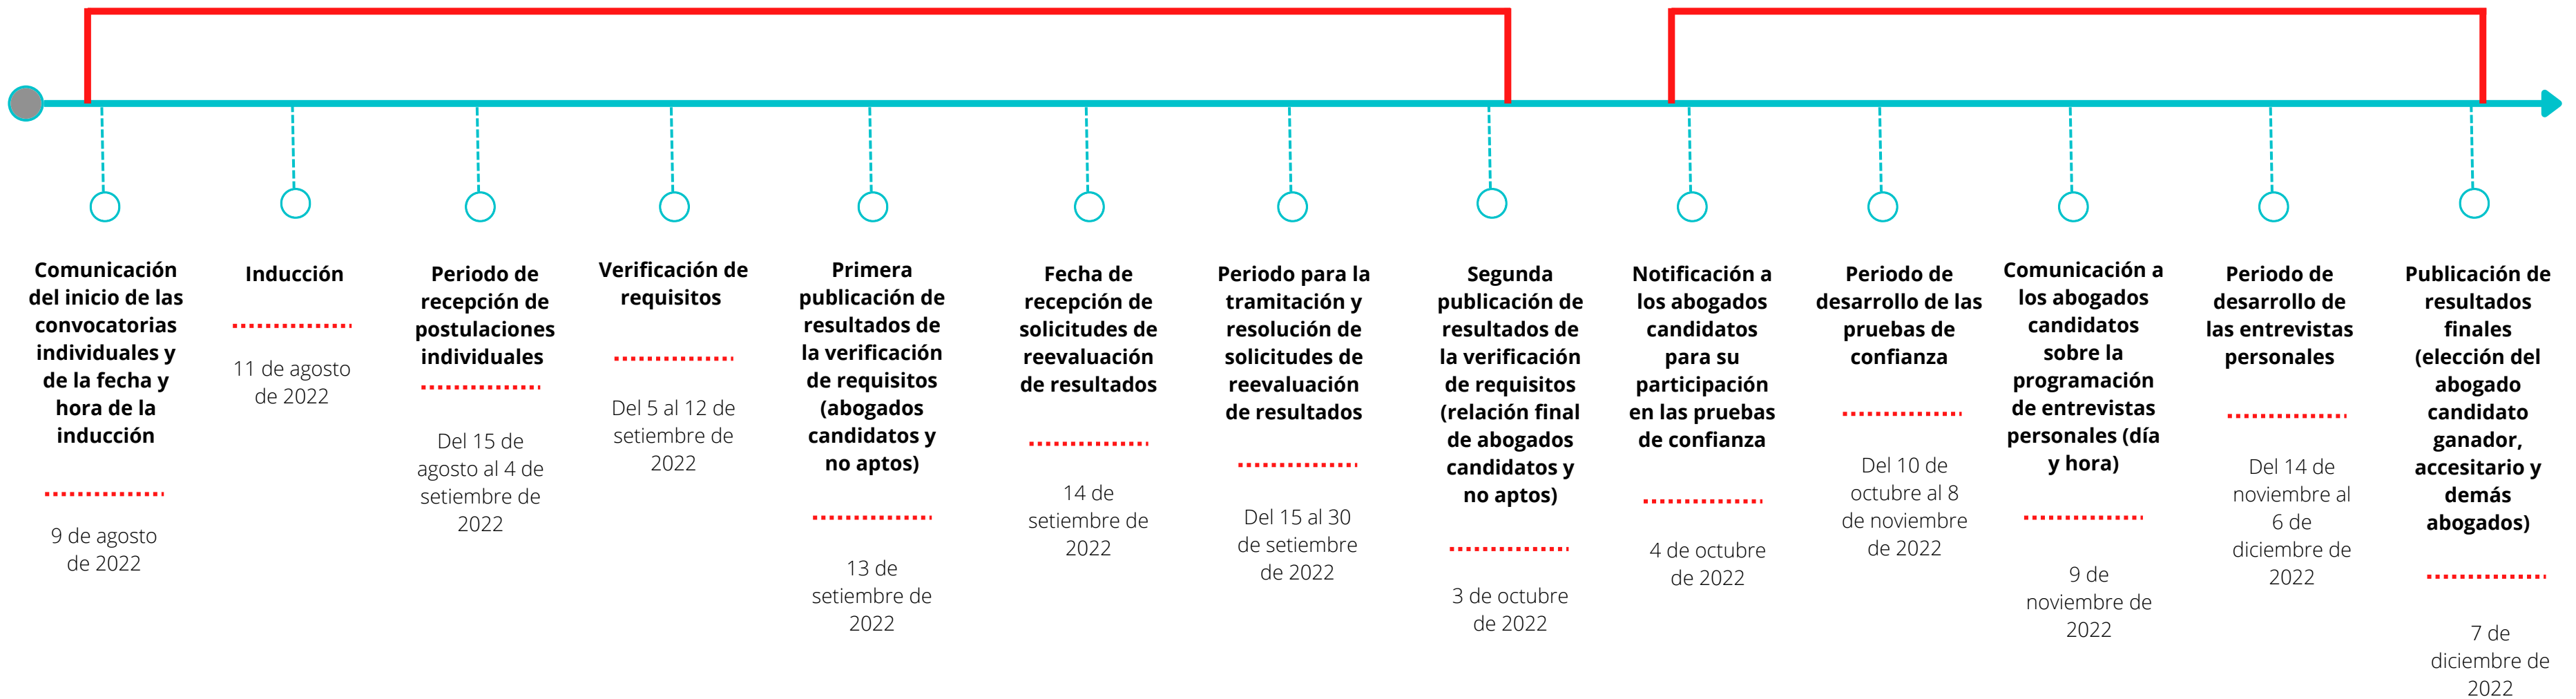 Comunicación
del inicio de las
convocatorias
individuales y
de la fecha y
hora de la
inducción
9 de agosto
de 2022
Inducción
11 de agosto
de 2022
Periodo de
recepción de
postulaciones
individuales
Del 15 de
agosto al 4 de
setiembre de
2022
Verificación de
requisitos
Del 5 al 12 de
setiembre de
2022
Primera
publicación de
resultados de
la verificación
de requisitos
(abogados
candidatos y
no aptos)
13 de
setiembre de
2022
Fecha de
recepción de
solicitudes de
reevaluación
de resultados
14 de
setiembre de
2022
Periodo para la
tramitación y
resolución de
solicitudes de
reevaluación
de resultados
Del 15 al 30
de setiembre
de 2022
Segunda
publicación de
resultados de
la verificación
de requisitos
(relación final
de abogados
candidatos y
no aptos)
3 de octubre
de 2022
Notificación a
los abogados
candidatos
para su
participación
en las pruebas
de confianza
4 de octubre
de 2022
Periodo de
desarrollo de las
pruebas de
confianza
Del 10 de
octubre al 8
de noviembre
de 2022
Comunicación a
los abogados
candidatos
sobre la
programación
de entrevistas
personales (día
y hora)
9 de
noviembre de
2022
Periodo de
desarrollo de
las entrevistas
personales
Del 14 de
noviembre al
6 de
diciembre de
2022
Publicación de
resultados
finales
(elección del
abogado
candidato
ganador,
accesitario y
demás
abogados)
7 de
diciembre de
2022